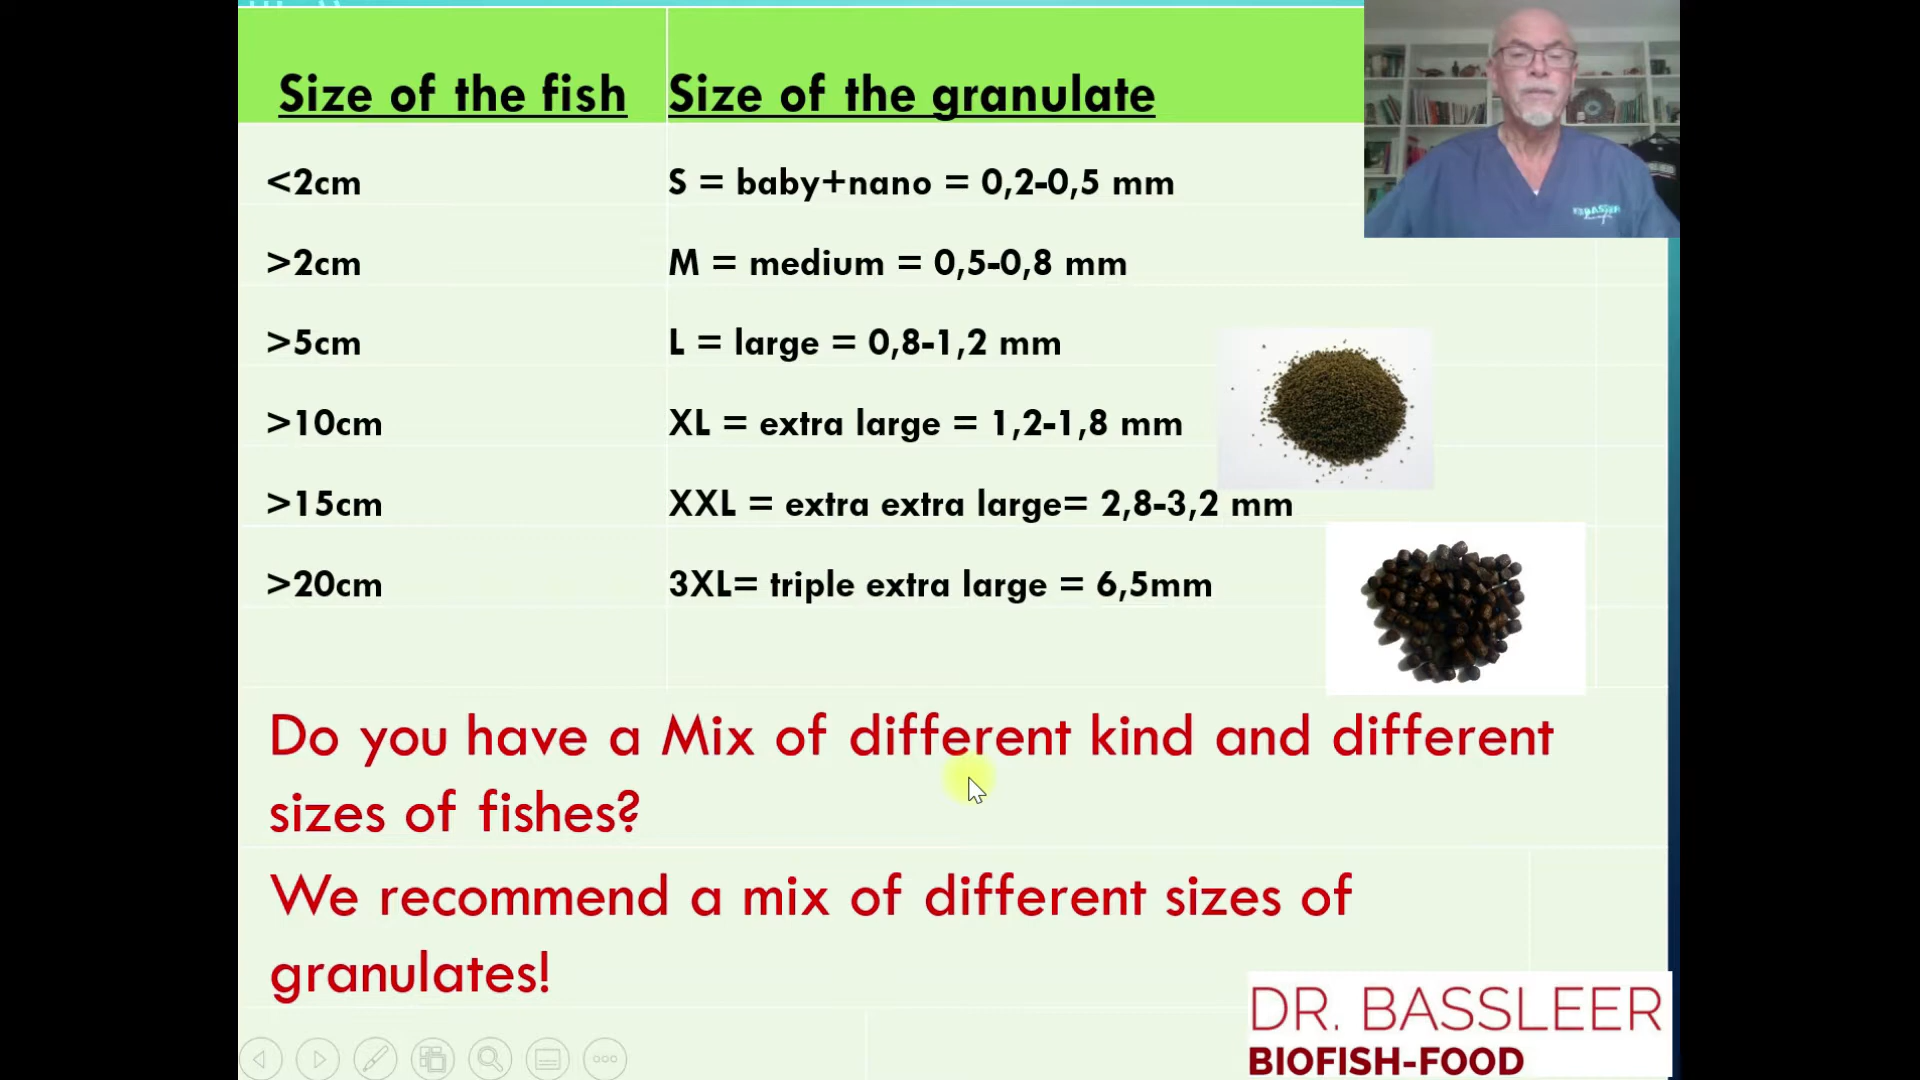 Size of the fish
Size of the granulate
<2cm
S = baby+nano = 0,2-0,5 mm
>2cm
M = medium = 0,5-0,8 mm
>5cm
L = large = 0,8-1,2 mm
>10cm
XL = extra large = 1,2-1,8 mm
>15cm
XXL = extra extra large= 2,8-3,2 mm
>20cm
3XL= triple extra large = 6,5mm
Do you have a Mix of different kind and different
sizes of fishes?
We recommend a mix of different sizes of
granulates!
DR. BASSLEER
BIOFISH-FOOD